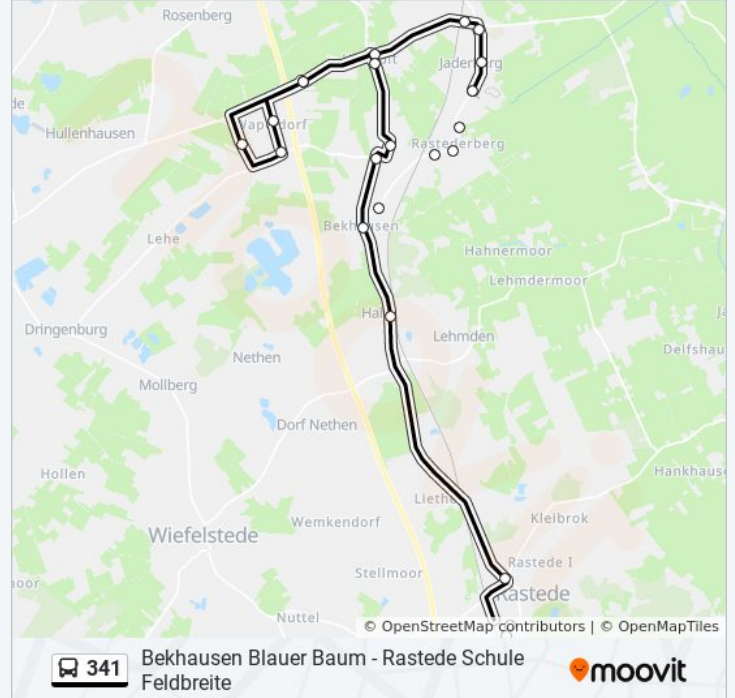 Rosenberg
Jaderberg
Hullenhausen
Rastederberg
Bekhausen
Lehe
Hahnermoor
Lehmdermoor
Dringenburg
Lehmden
Nethen
Mollberg
Dorf Nethen
Hollen
Wemkendorf
Kleibrok
Wiefelstede
Rastede I
Stellmoor
Rastede
Nuttel
© OpenStreetMap contributors | © OpenMapTiles
341
Bekhausen Blauer Baum - Rastede Schule
Feldbreite
moovit